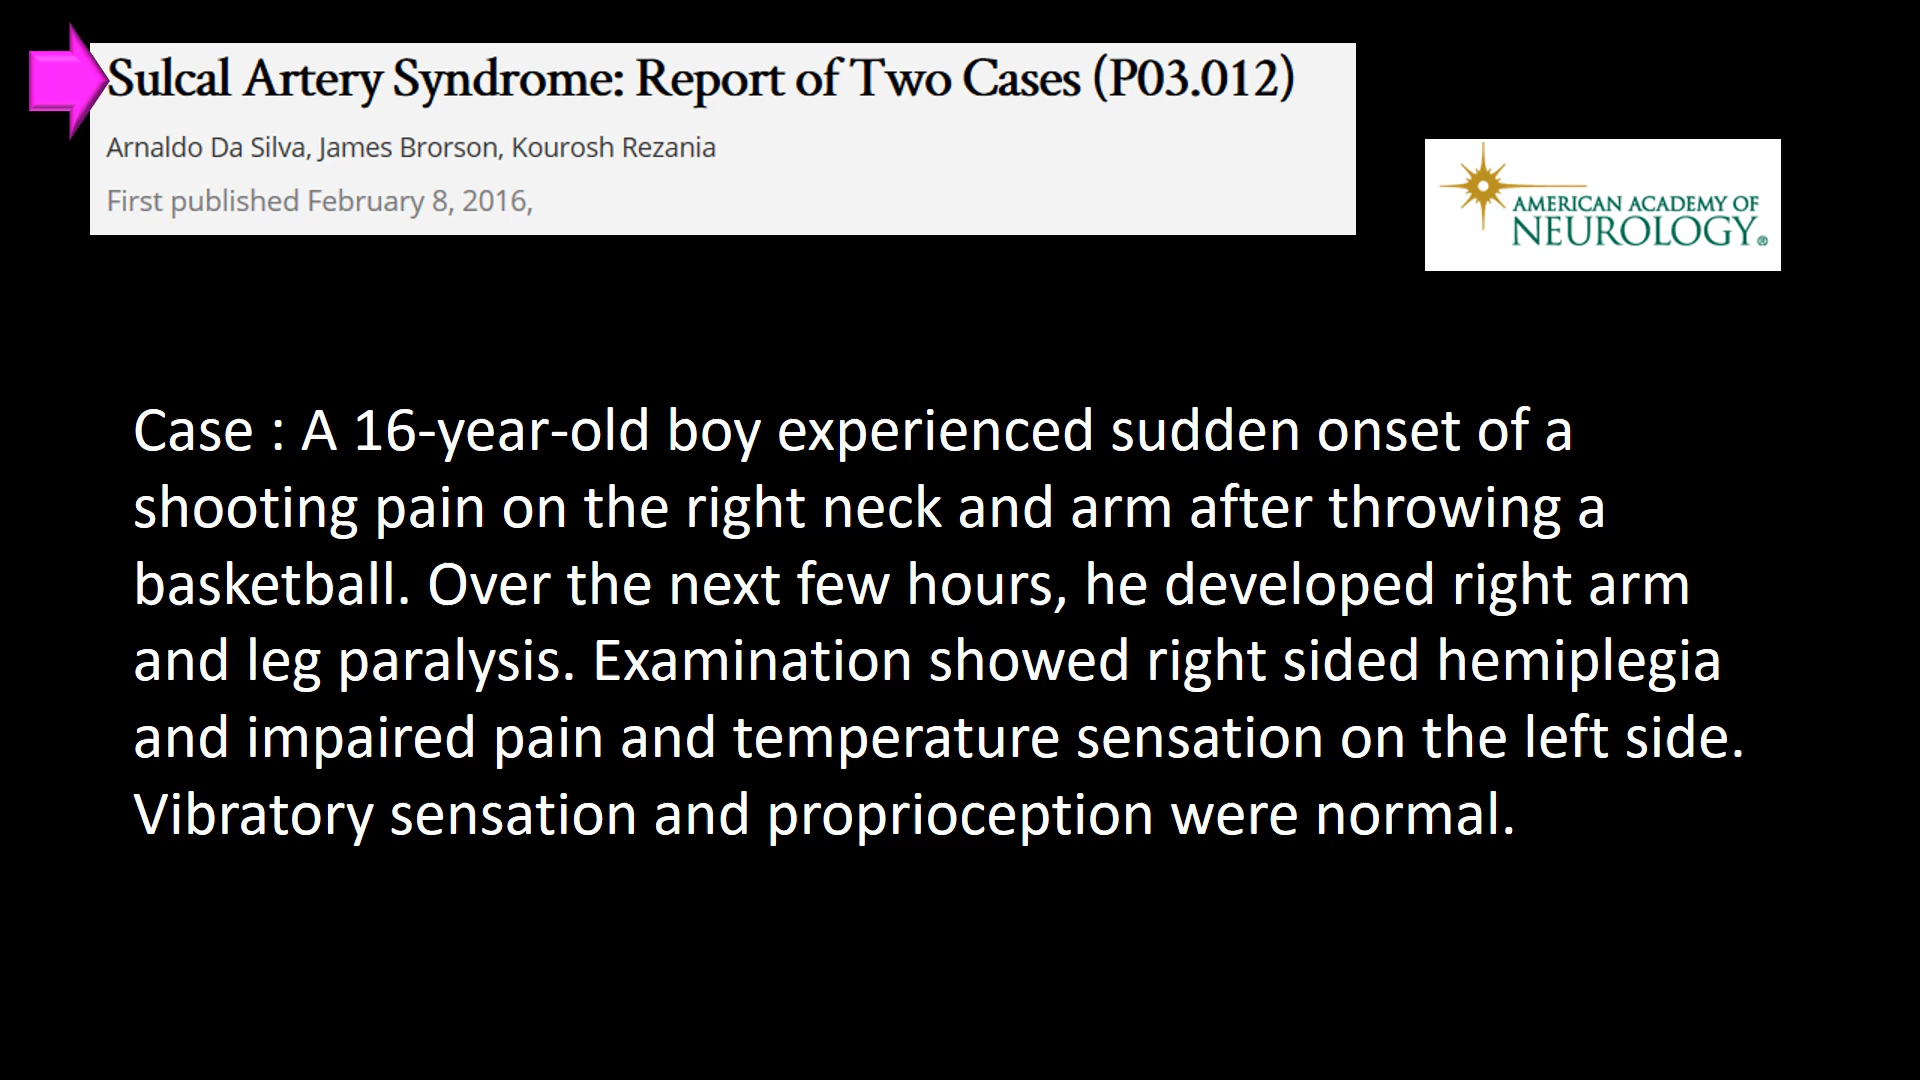 Sulcal Artery Syndrome: Report of Two Cases (P03.012)
Arnaldo Da Silva, James Brorson, Kourosh Rezania
First published February 8, 2016,
AMERICAN ACADEMY OF
NEUROLOGY®
Case : A 16-year-old boy experienced sudden onset of a
shooting pain on the right neck and arm after throwing a
basketball. Over the next few hours, he developed right arm
and leg paralysis. Examination showed right sided hemiplegia
and impaired pain and temperature sensation on the left side.
Vibratory sensation and proprioception were normal.